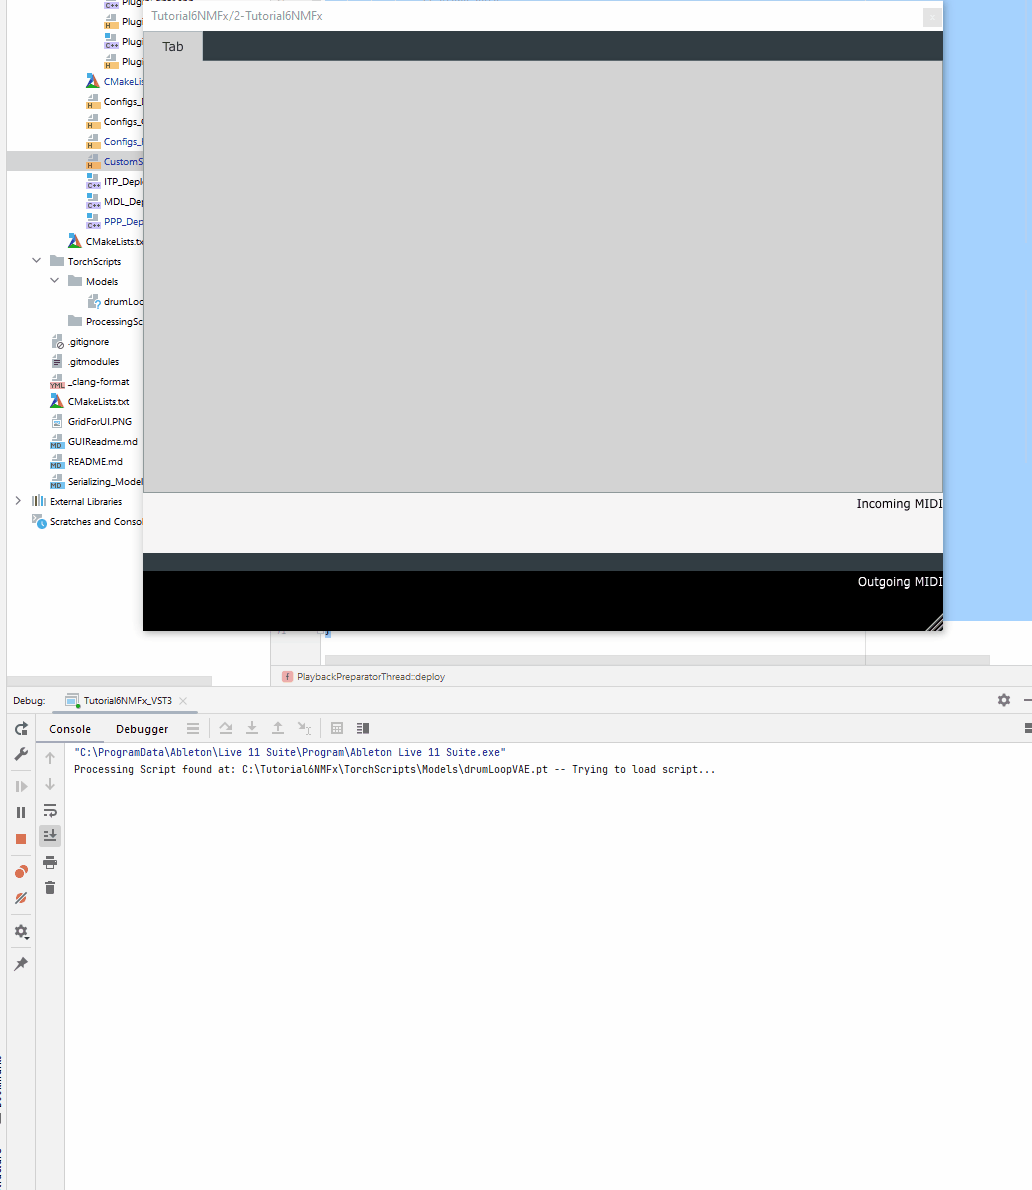 Tutorial6NMFx/2-Tutorial6NMFx
Tab
Plugi
Plugi
Plugi
CMakeLis
Configs_
Configs_
Configs_
CustomS
ITP_Depl
MDL_Dep
PPP_Dep
CMakeLists.tx
TorchScripts
Models
drumLoo
ProcessingSc
.gitignore
.gitmodules
_clang-format
CMakeLists.txt
GridForUI.PNG
GUIReadme.md
README.md
Serializing_Model
External Libraries
Scratches and Consol
Incoming MIDI
Outgoing MIDI
PlaybackPreparatorThread::deploy
Debug:
Tutorial6NMFx_VST3
Console
Debugger
"C:\ProgramData\Ableton\Live 11 Suite\Program\Ableton Live 11 Suite.exe"
Processing Script found at: C:\Tutorial6NMFx\TorchScripts\Models\drumLoopVAE.pt -- Trying to load script...